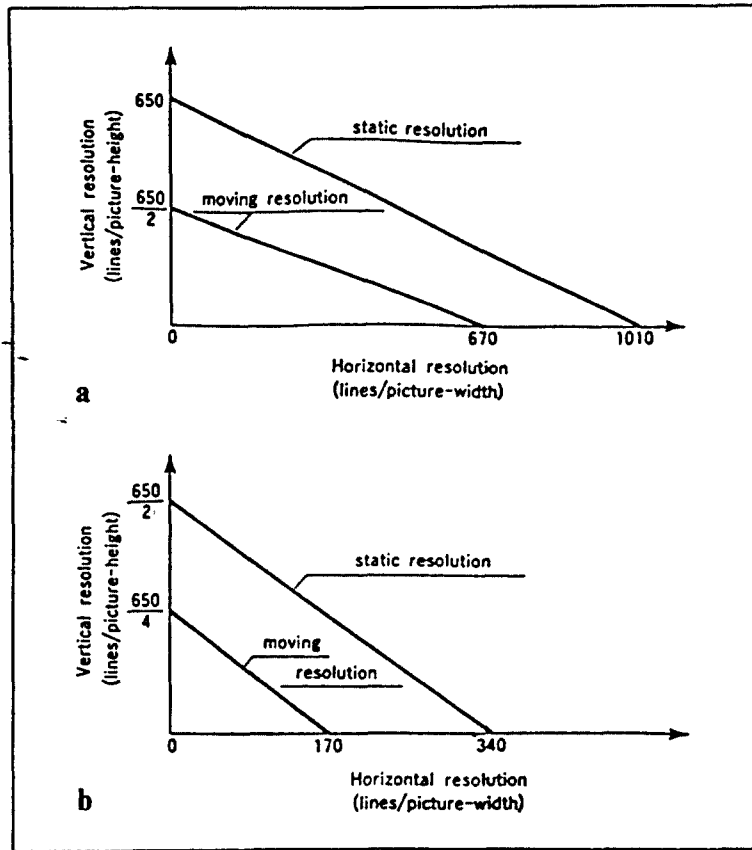 Vertical resolution
(lines/picture-height)
650
650
2
static resolution
moving resolution
0
670
1010
Horizontal resolution
(lines/picture-width)
a
Vertical resolution
(lines/picture-height)
650
2
650
4
static resolution
moving
resolution
0
170
340
Horizontal resolution
(lines/picture-width)
b